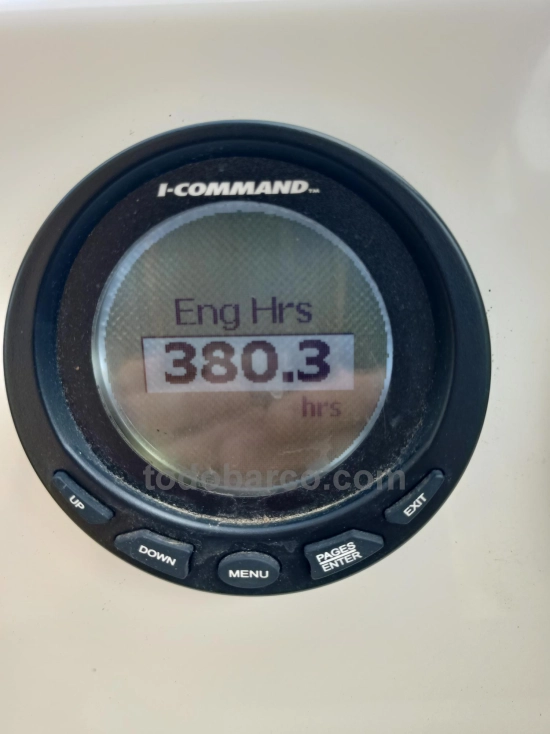 I-COMMAND™
Eng Hrs
380.3
hrs
todobarco.com
UP
DOWN
MENU
PAGES
ENTER
EXIT